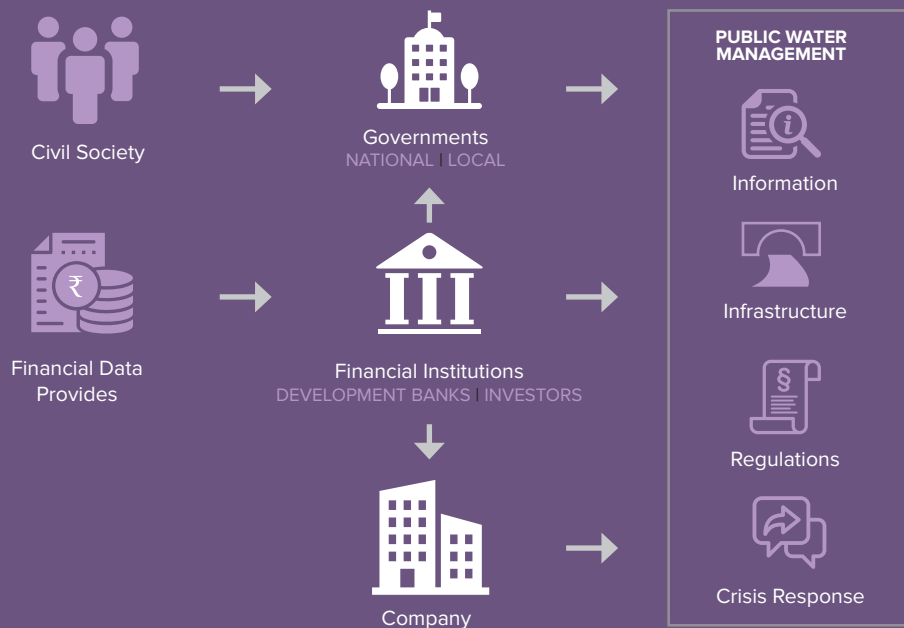 Civil Society
Governments
NATIONAL | LOCAL
₹
Financial Data
Provides
Financial Institutions
DEVELOPMENT BANKS | INVESTORS
Company
PUBLIC WATER
MANAGEMENT
i
Information
Infrastructure
§
Regulations
Crisis Response